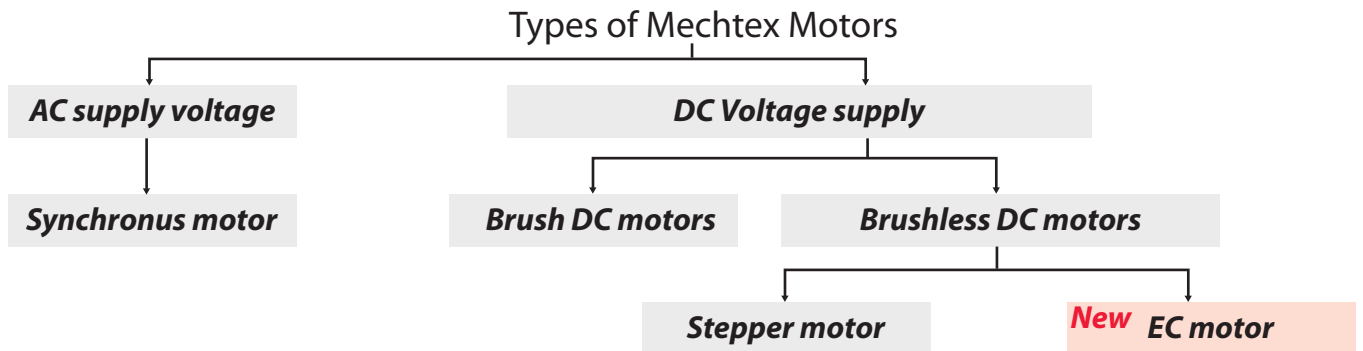 Types of Mechtex Motors
AC supply voltage
DC Voltage supply
Synchronus motor
Brush DC motors
Brushless DC motors
Stepper motor
New EC motor